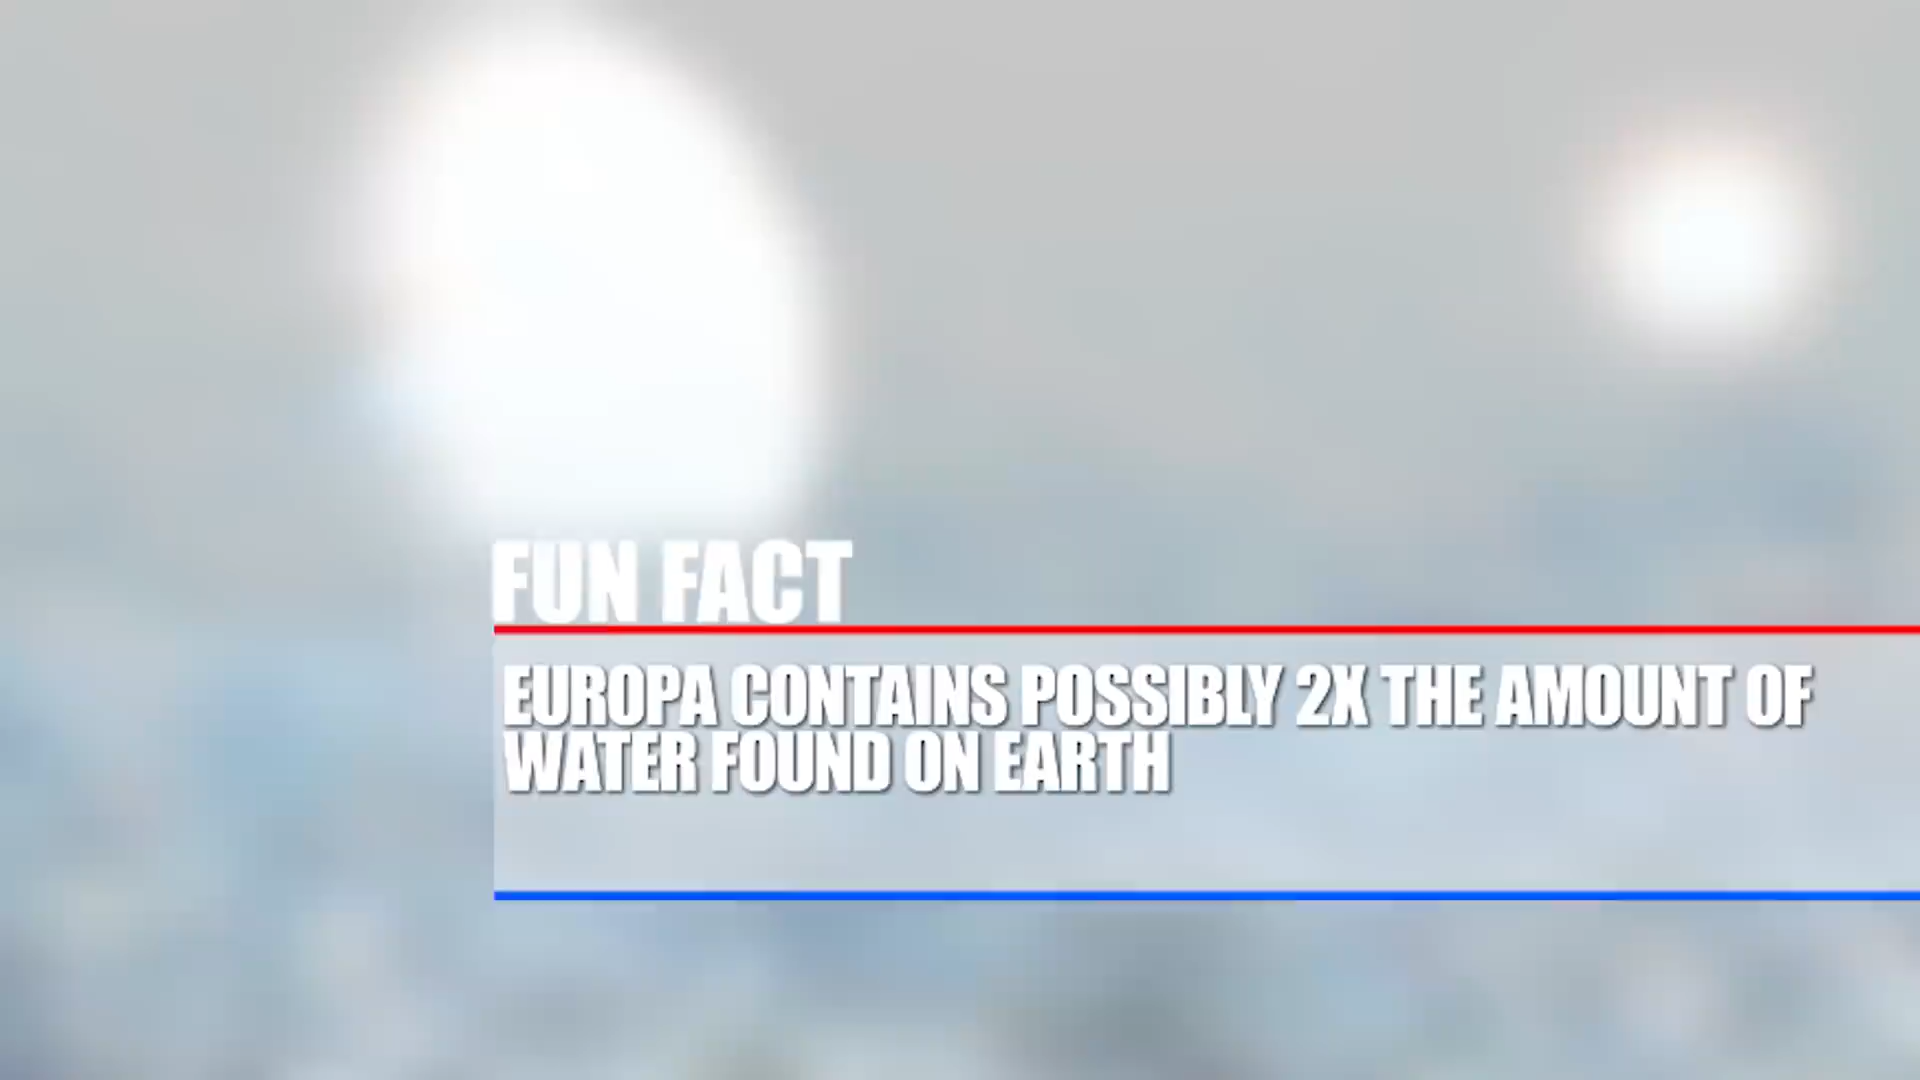 FUN FACT
EUROPA CONTAINS POSSIBLY 2X THE AMOUNT OF
WATER FOUND ON EARTH